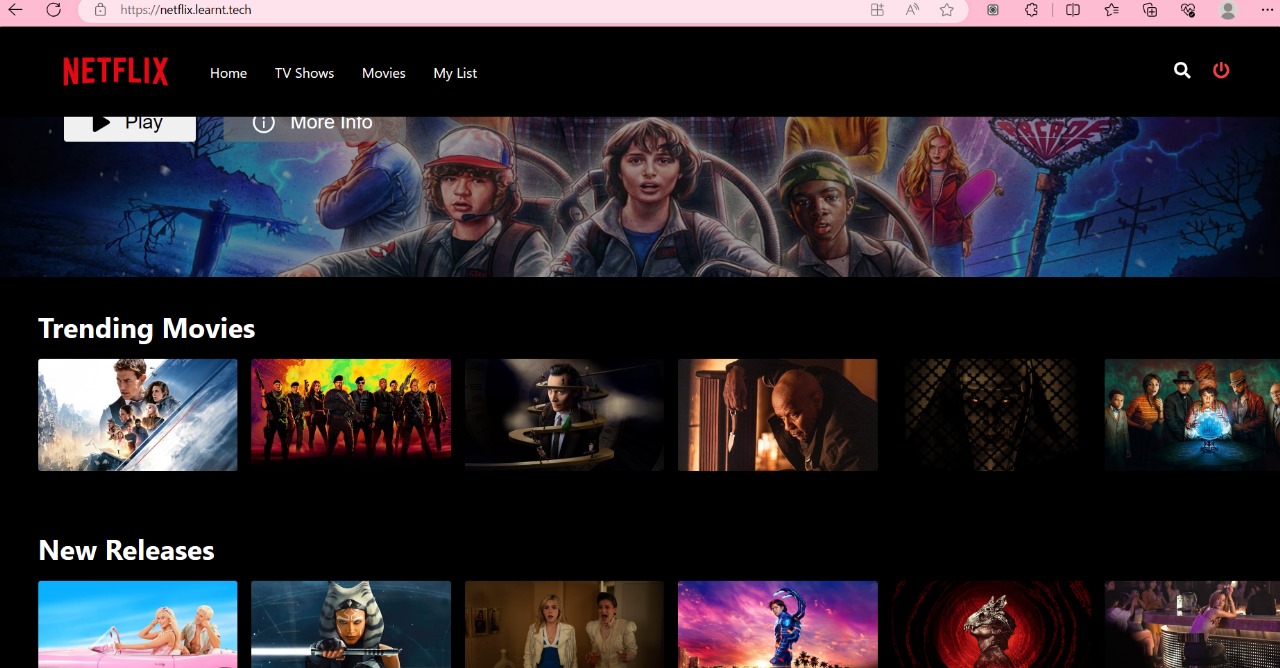 https://netflix.learnt.tech
NETFLIX
Home TV Shows Movies My List
Play More Info
ARCADE
Trending Movies
New Releases